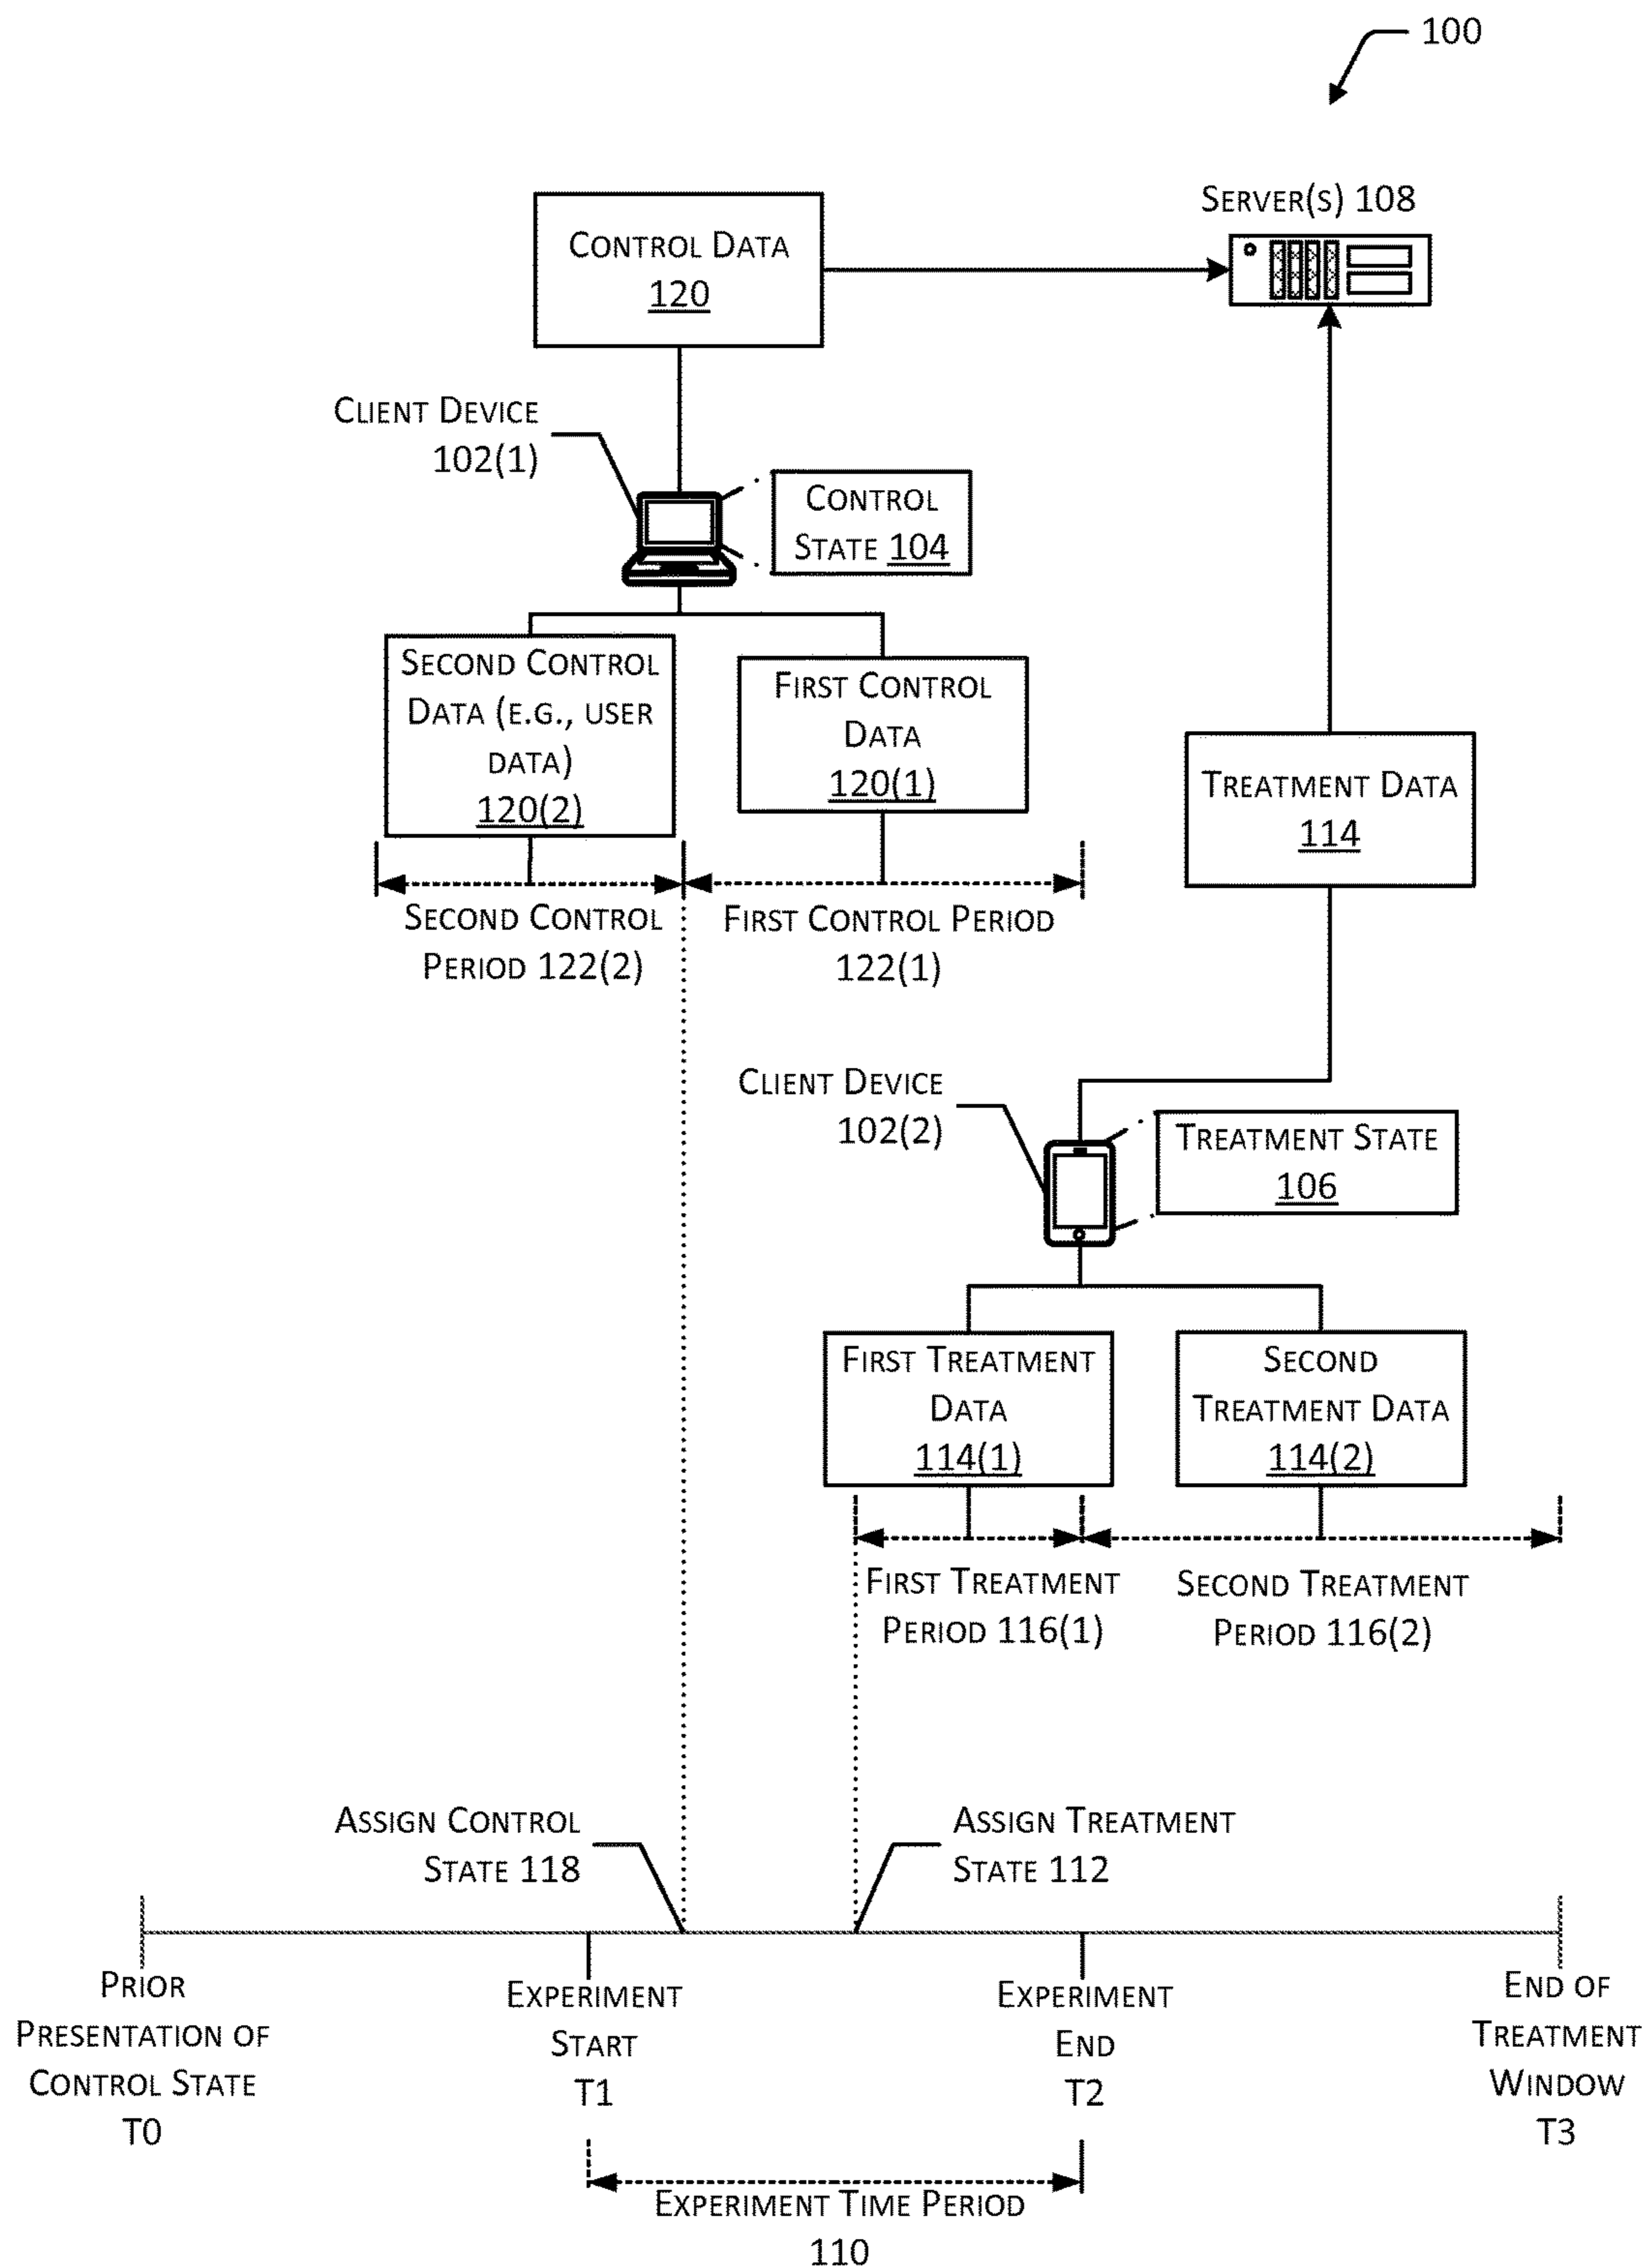 100
SERVER(S) 108
CONTROL DATA
120
CLIENT DEVICE
102(1)
CONTROL
STATE 104
SECOND CONTROL
DATA (E.G., USER
DATA)
120(2)
FIRST CONTROL
DATA
120(1)
TREATMENT DATA
114
SECOND CONTROL
PERIOD 122(2)
FIRST CONTROL PERIOD
122(1)
CLIENT DEVICE
102(2)
TREATMENT STATE
106
FIRST TREATMENT
DATA
114(1)
SECOND
TREATMENT DATA
114(2)
FIRST TREATMENT
PERIOD 116(1)
SECOND TREATMENT
PERIOD 116(2)
ASSIGN CONTROL
STATE 118
ASSIGN TREATMENT
STATE 112
PRIOR
PRESENTATION OF
CONTROL STATE
T0
EXPERIMENT
START
T1
EXPERIMENT
END
T2
END OF
TREATMENT
WINDOW
T3
EXPERIMENT TIME PERIOD
110